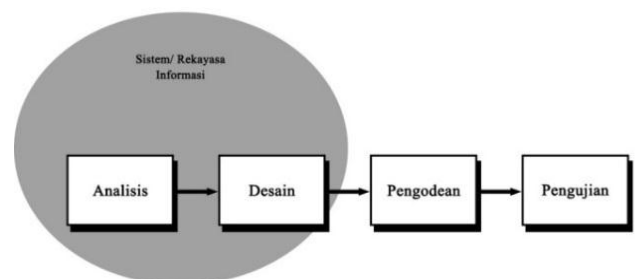 Sistem/ Rekayasa
Informasi
Analisis
Desain
Pengodean
Pengujian